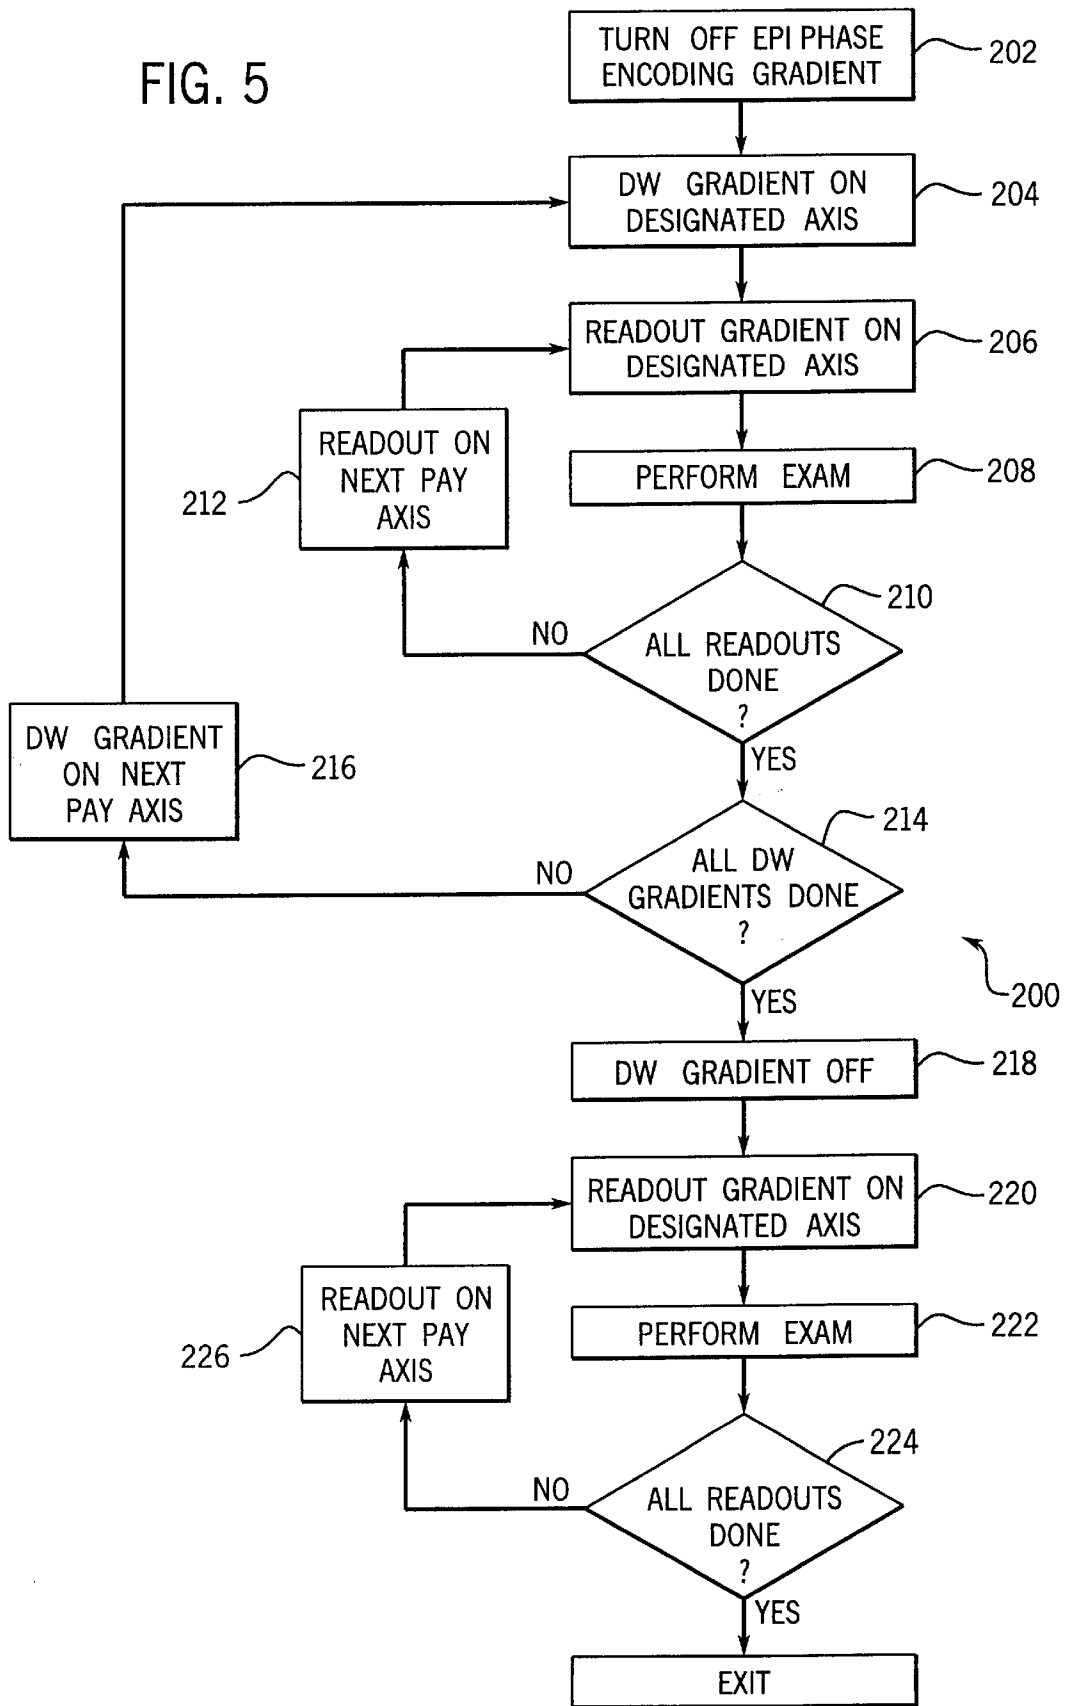 FIG. 5
TURN OFF EPI PHASE
ENCODING GRADIENT
202
DW GRADIENT ON
DESIGNATED AXIS
204
READOUT GRADIENT ON
DESIGNATED AXIS
206
READOUT ON
NEXT PAY
AXIS
212
PERFORM EXAM
208
210
ALL READOUTS
DONE
?
NO
YES
DW GRADIENT
ON NEXT
PAY AXIS
216
214
ALL DW
GRADIENTS DONE
?
NO
YES
200
DW GRADIENT OFF
218
READOUT GRADIENT ON
DESIGNATED AXIS
220
READOUT ON
NEXT PAY
AXIS
226
PERFORM EXAM
222
224
ALL READOUTS
DONE
?
NO
YES
EXIT